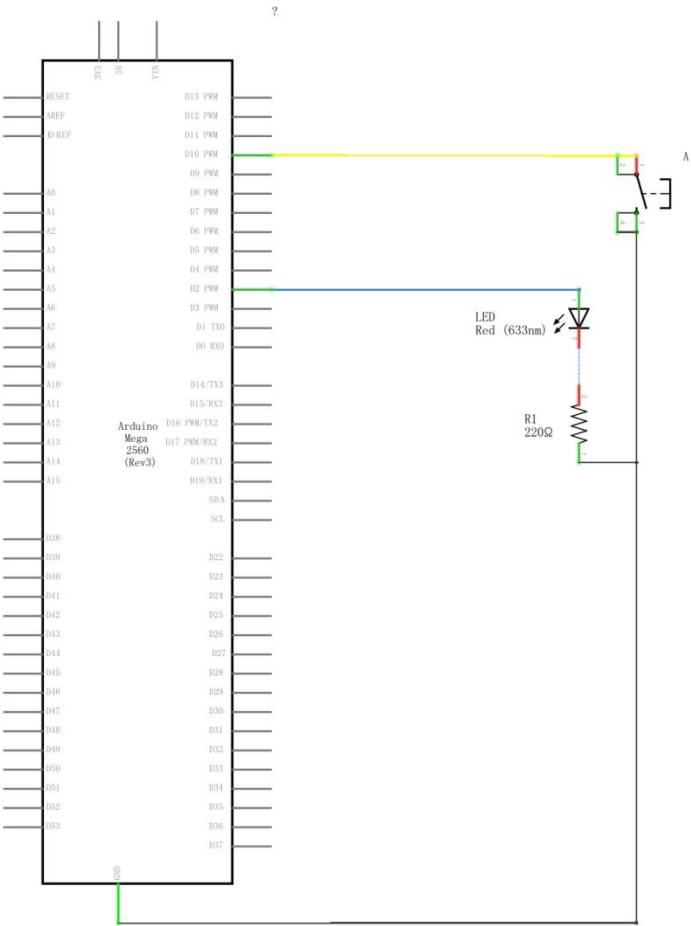 ?
3V3
5V
VIN
RESET
D13 PWM
AREF
D12 PWM
IOREF
D11 PWM
D10 PWM
A
2
1
D9 PWM
A0
D8 PWM
A1
D7 PWM
A2
D6 PWM
A3
D5 PWM
A4
D4 PWM
A5
D2 PWM
A6
D3 PWM
LED
Red (633nm)
A7
D1 TX0
A8
D0 RX0
A9
A10
D14/TX3
A11
D15/RX3
A12
D16 PWM/TX2
A13
D17 PWM/RX2
Arduino
Mega
2560
(Rev3)
R1
220Ω
A14
D18/TX1
A15
D19/RX1
SDA
SCL
D38
D39
D22
D40
D23
D41
D24
D42
D25
D43
D26
D44
D27
D45
D28
D46
D29
D47
D30
D48
D31
D49
D32
D50
D33
D51
D34
D52
D35
D53
D36
D37
GND